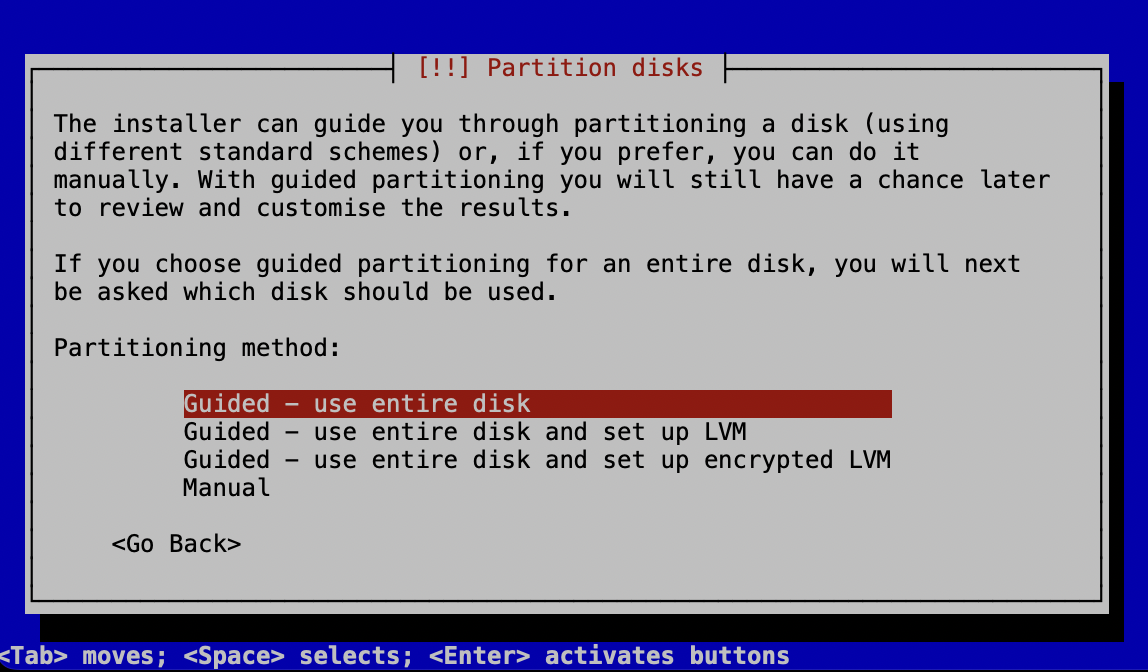 [!!] Partition disks
The installer can guide you through partitioning a disk (using
different standard schemes) or, if you prefer, you can do it
manually. With guided partitioning you will still have a chance later
to review and customise the results.
If you choose guided partitioning for an entire disk, you will next
be asked which disk should be used.
Partitioning method:
Guided – use entire disk
Guided – use entire disk and set up LVM
Guided – use entire disk and set up encrypted LVM
Manual
<Go Back>
<Tab> moves; <Space> selects; <Enter> activates buttons